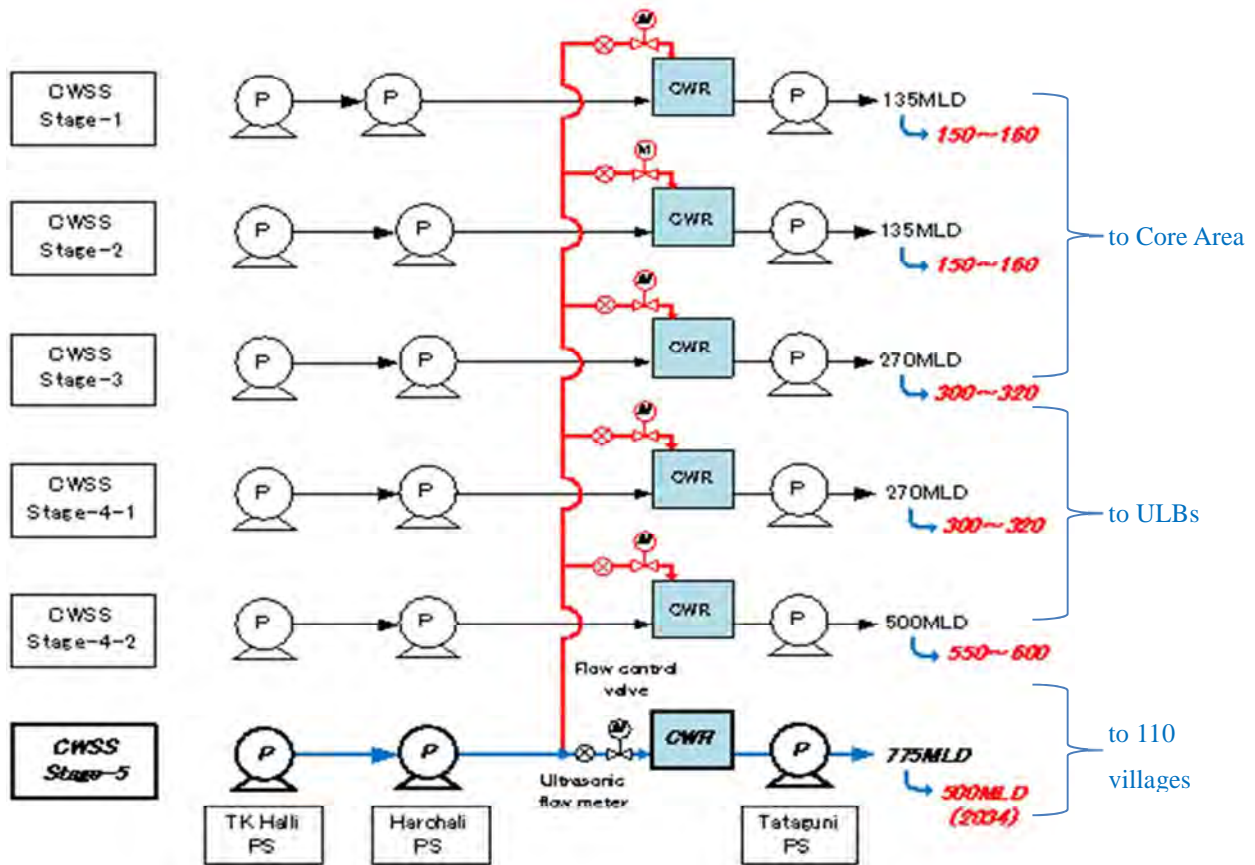 M
CWSS
Stage-1
P
P
CWR
P
135MLD
150～160
M
CWSS
Stage-2
P
P
CWR
P
135MLD
150～160
to Core Area
M
CWSS
Stage-3
P
P
CWR
P
270MLD
300～320
M
CWSS
Stage-4-1
P
P
CWR
P
270MLD
300～320
to ULBs
M
CWSS
Stage-4-2
P
P
CWR
P
500MLD
550～600
Flow control
valve
M
CWSS
Stage-5
P
P
CWR
P
775MLD
500MLD
(2034)
to 110
villages
Ultrasonic
flow meter
TK Halli
PS
Harohali
PS
Tataguni
PS